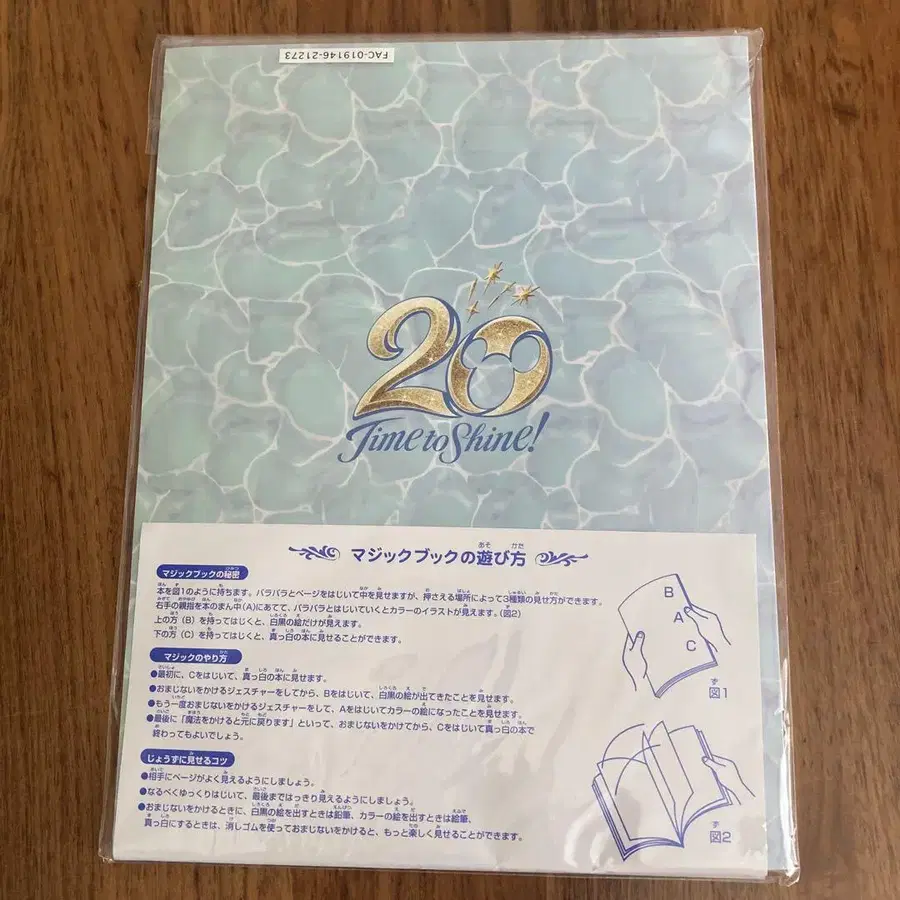 FAC-019146-21273
20
Time to Shine!
マジックブックの遊び方
マジックブックの秘密
本を図1のように持ちます。パラパラとページをはじいて中を見せますが、押さえる場所によって3種類の見せ方ができます。
右手の親指を本のまん中(A)にあてて、パラパラとはじいていくとカラーのイラストが見えます。(図2)
上の方(B)を持ってはじくと、白黒の絵だけが見えます。
下の方(C)を持ってはじくと、真っ白の本に見せることができます。
マジックのやり方
●最初に、Cをはじいて、真っ白の本に見せます。
●おまじないをかけるジェスチャーをしてから、Bをはじいて、白黒の絵が出てきたことを見せます。
●もう一度おまじないをかけるジェスチャーをして、Aをはじいてカラーの絵になったことを見せます。
●最後に「魔法をかけると元に戻ります」といって、おまじないをかけてから、Cをはじいて真っ白の本で
終わってもよいでしょう。
じょうずに見せるコツ
●相手にページがよく見えるようにしましょう。
●なるべくゆっくりはじいて、最後まではっきり見えるようにしましょう。
●おまじないをかけるときに、白黒の絵を出すときは鉛筆、カラーの絵を出すときは絵筆、
真っ白にするときは、消しゴムを使っておまじないをかけると、もっと楽しく見せることができます。
B
A
C
図1
図2